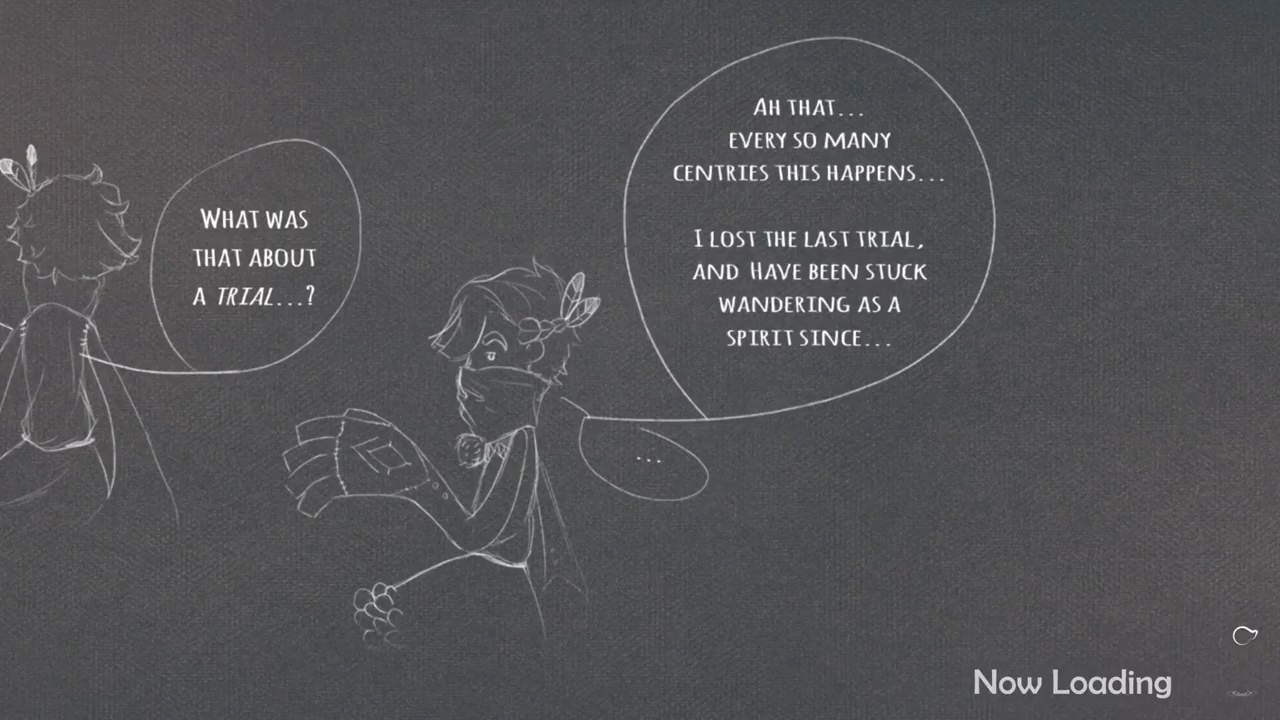 What was
that about
a trial...?
Ah that...
every so many
centries this happens...
I lost the last trial,
and have been stuck
wandering as a
spirit since...
...
Now Loading